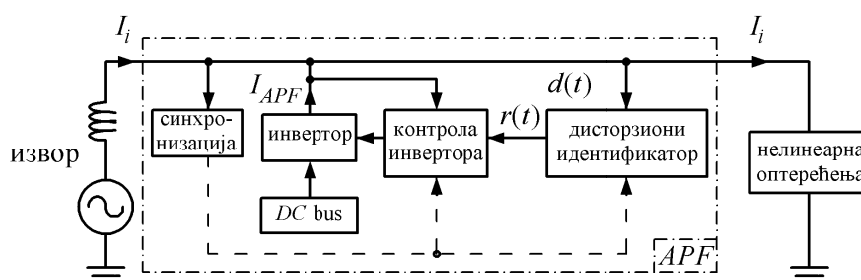 I_i
I_i
I_APF
d(t)
r(t)
синхро-
низација
инвертор
контрола
инвертора
дисторзиони
идентификатор
нелинеарна
оптерећења
извор
DC bus
APF